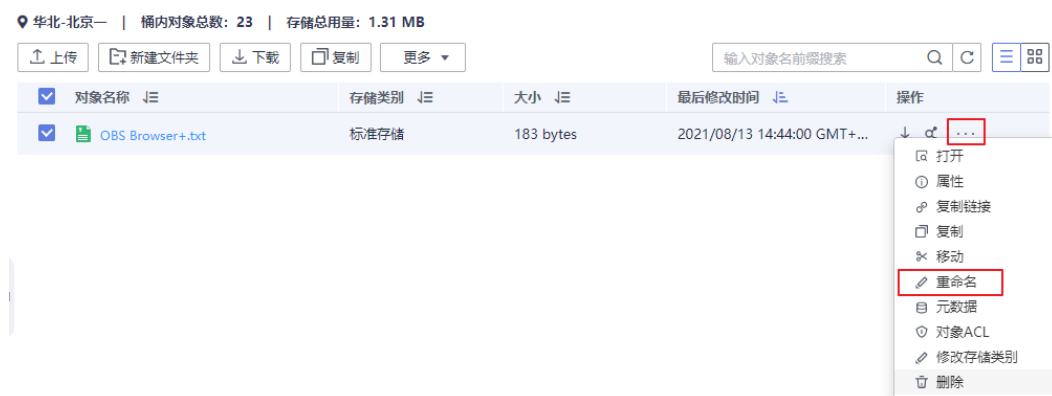 华北-北京一 | 桶内对象总数：23 | 存储总用量：1.31 MB
上传 新建文件夹 下载 复制 更多 输入对象名前缀搜索
对象名称 存储类别 大小 最后修改时间 操作
OBS Browser+.txt 标准存储 183 bytes 2021/08/13 14:44:00 GMT+... ...
打开
属性
复制链接
复制
移动
重命名
元数据
对象ACL
修改存储类别
删除